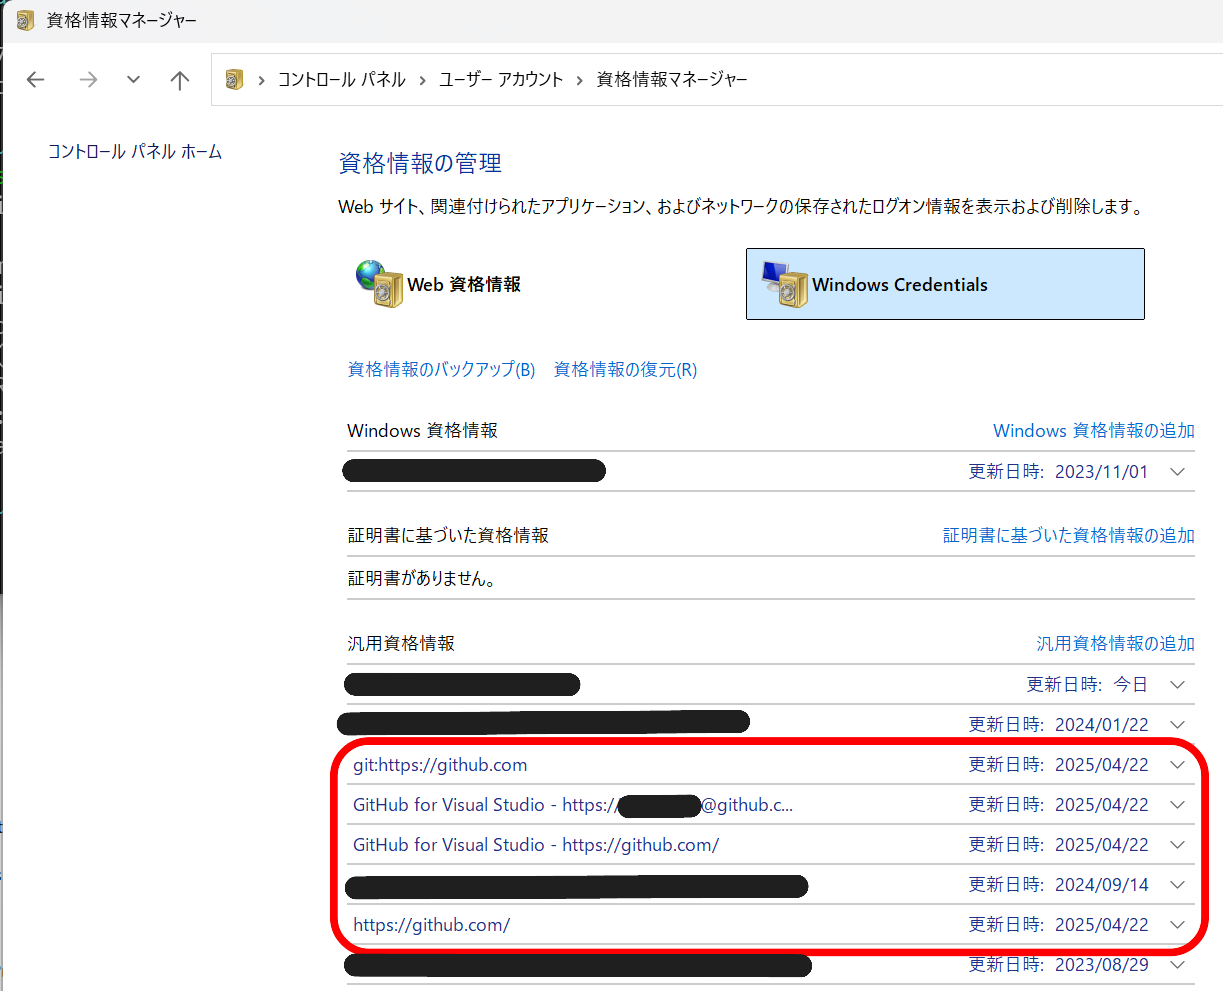 資格情報マネージャー
コントロール パネル › ユーザー アカウント › 資格情報マネージャー
コントロール パネル ホーム
資格情報の管理
Web サイト、関連付けられたアプリケーション、およびネットワークの保存されたログオン情報を表示および削除します。
Web 資格情報
Windows Credentials
資格情報のバックアップ(B) 資格情報の復元(R)
Windows 資格情報 Windows 資格情報の追加
更新日時: 2023/11/01
証明書に基づいた資格情報 証明書に基づいた資格情報の追加
証明書がありません。
汎用資格情報 汎用資格情報の追加
更新日時: 今日
更新日時: 2024/01/22
git:https://github.com 更新日時: 2025/04/22
GitHub for Visual Studio - https:/ @github.c... 更新日時: 2025/04/22
GitHub for Visual Studio - https://github.com/ 更新日時: 2025/04/22
更新日時: 2024/09/14
https://github.com/ 更新日時: 2025/04/22
更新日時: 2023/08/29